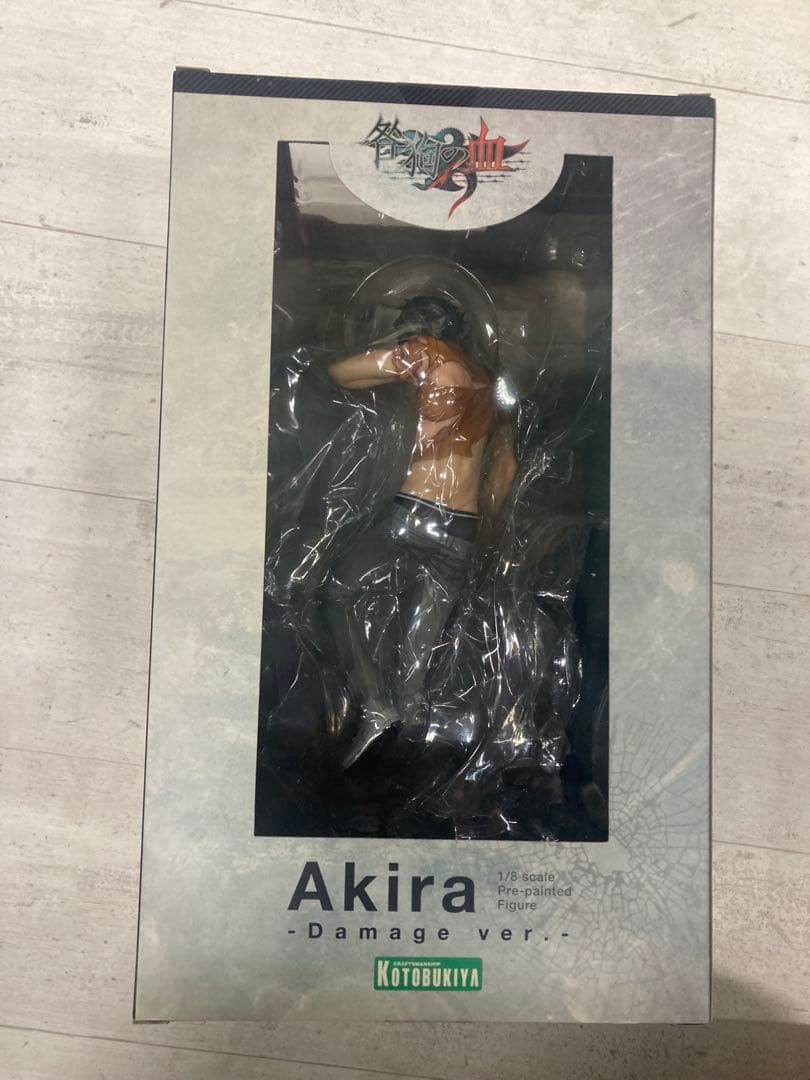 咎狗の血
Akira
1/8 scale
Pre-painted
Figure
-Damage ver.-
CRAFTSMANSHIP
KOTOBUKIYA